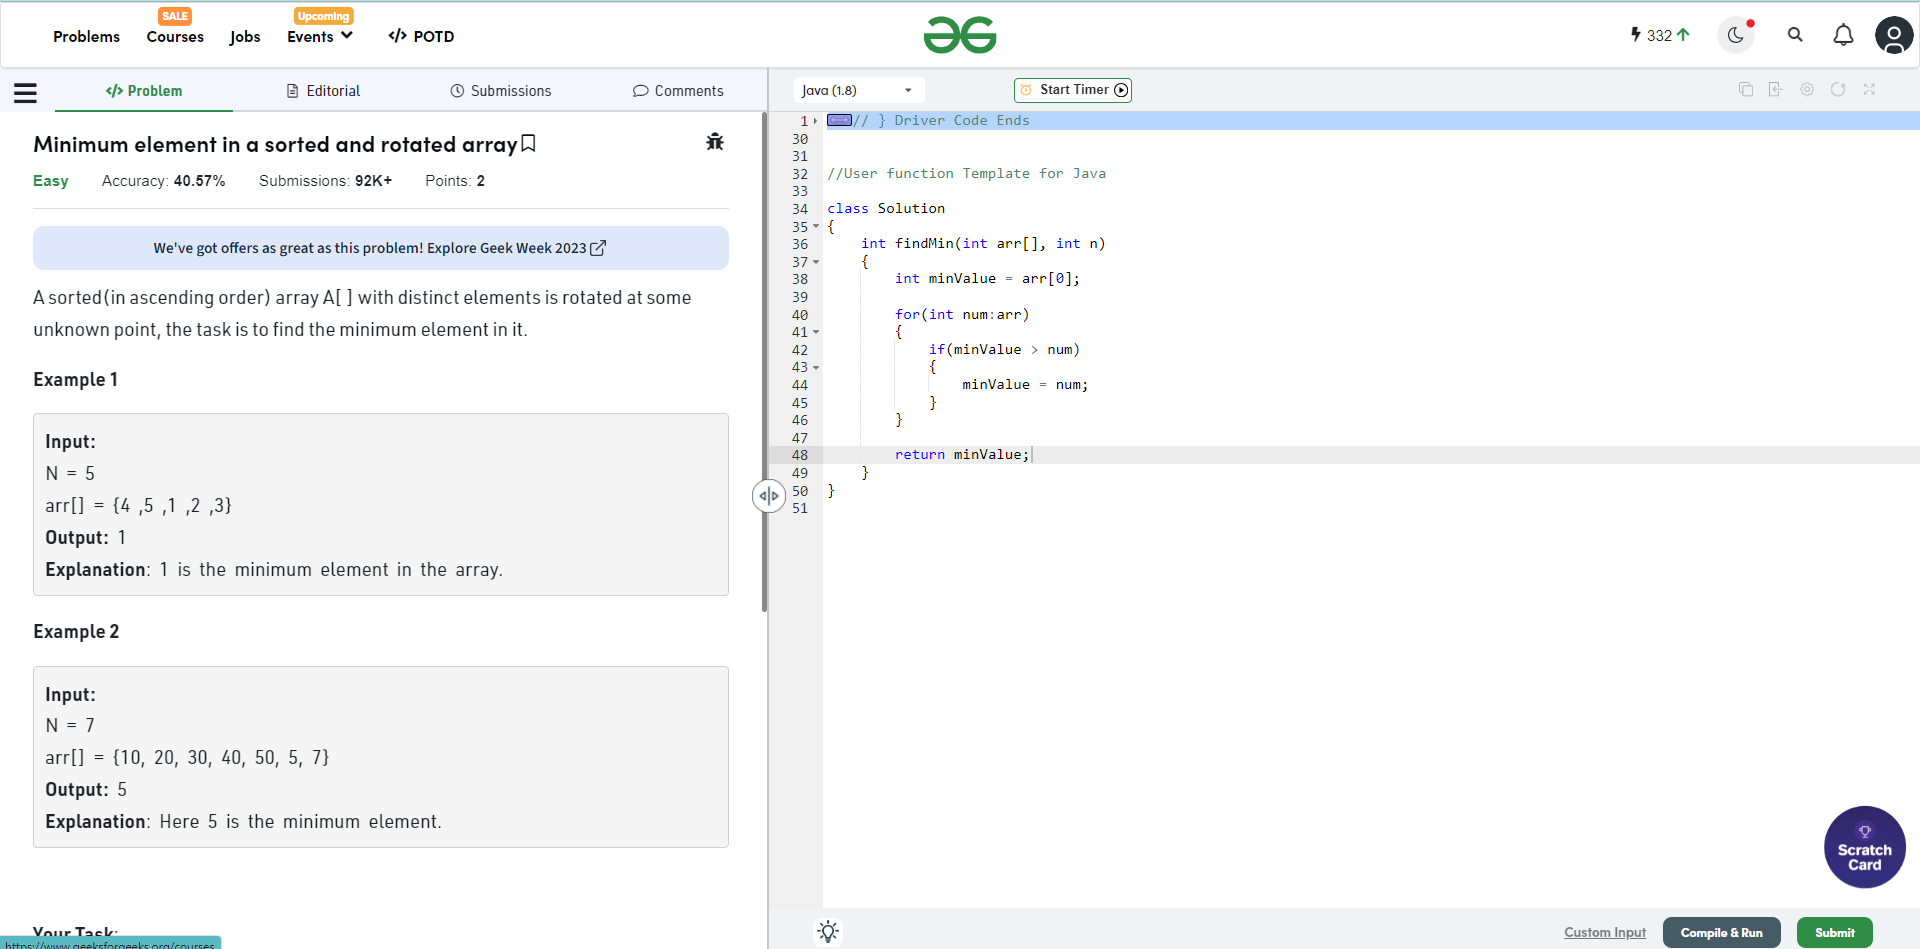 SALE
Upcoming
Problems
Courses
Jobs
Events
</> POTD
332
</> Problem
Editorial
Submissions
Comments
Java (1.8)
Start Timer
Minimum element in a sorted and rotated array
Easy Accuracy: 40.57% Submissions: 92K+ Points: 2
We've got offers as great as this problem! Explore Geek Week 2023
A sorted(in ascending order) array A[ ] with distinct elements is rotated at some
unknown point, the task is to find the minimum element in it.
Example 1
Input:
N = 5
arr[] = {4 ,5 ,1 ,2 ,3}
Output: 1
Explanation: 1 is the minimum element in the array.
Example 2
Input:
N = 7
arr[] = {10, 20, 30, 40, 50, 5, 7}
Output: 5
Explanation: Here 5 is the minimum element.
Your Task:
https://www.geeksforgeeks.org/courses
1 // } Driver Code Ends
30
31
32 //User function Template for Java
33
34 class Solution
35 {
36 int findMin(int arr[], int n)
37 {
38 int minValue = arr[0];
39
40 for(int num:arr)
41 {
42 if(minValue > num)
43 {
44 minValue = num;
45 }
46 }
47
48 return minValue;
49 }
50 }
51
Scratch
Card
Custom Input
Compile & Run
Submit